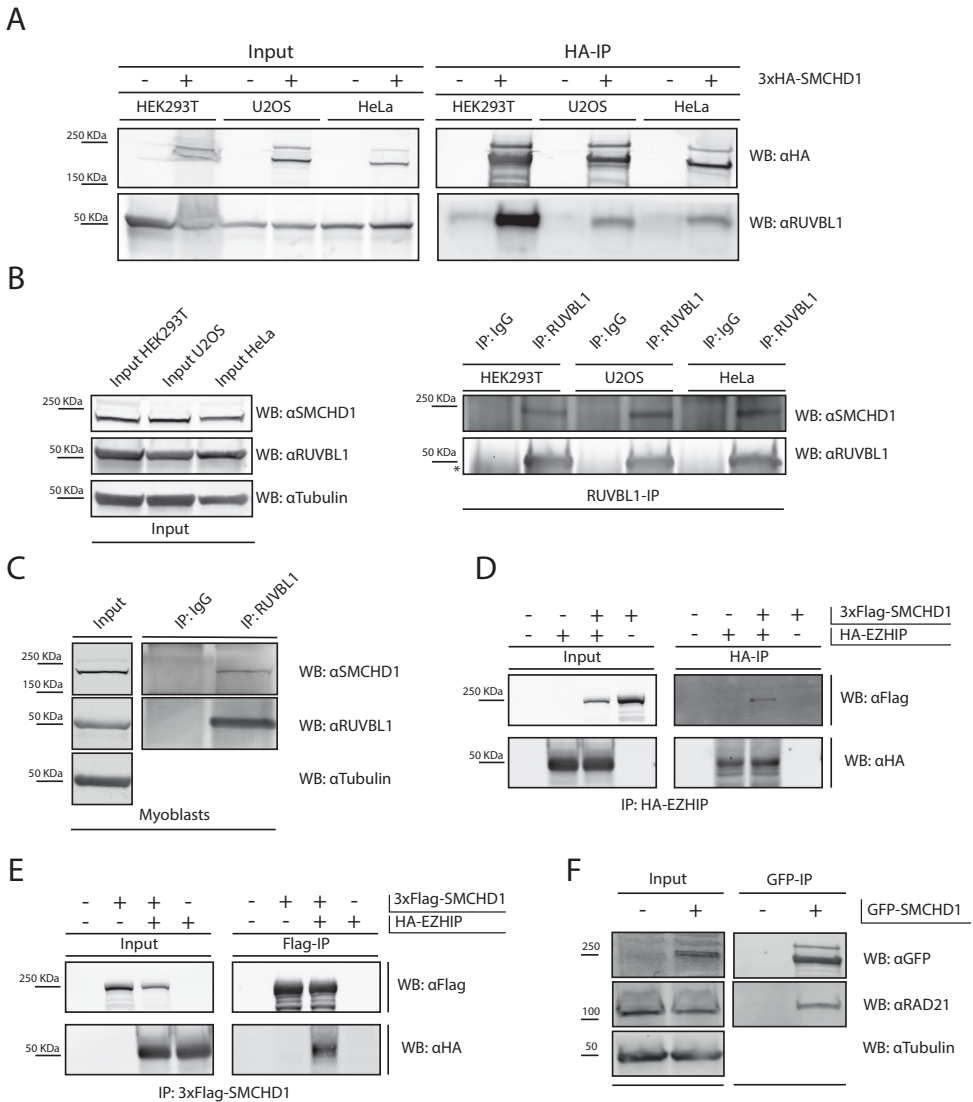 A
Input HA-IP
- + - + - + - + - + - + 3xHA-SMCHD1
HEK293T U2OS HeLa HEK293T U2OS HeLa
250 KDa
WB: αHA
150 KDa
50 KDa
WB: αRUVBL1
B
Input HEK293T
Input U2OS
Input HeLa
250 KDa
WB: αSMCHD1
50 KDa
WB: αRUVBL1
50 KDa
WB: αTubulin
Input
IP: IgG
IP: RUVBL1
IP: IgG
IP: RUVBL1
IP: IgG
IP: RUVBL1
HEK293T U2OS HeLa
250 KDa
WB: αSMCHD1
50 KDa
*
WB: αRUVBL1
RUVBL1-IP
C
Input
IP: IgG
IP: RUVBL1
250 KDa
WB: αSMCHD1
150 KDa
50 KDa
WB: αRUVBL1
50 KDa
WB: αTubulin
Myoblasts
D
- - + + - - + + 3xFlag-SMCHD1
- + + - - + + - HA-EZHIP
Input HA-IP
250 KDa
WB: αFlag
50 KDa
WB: αHA
IP: HA-EZHIP
E
- + + - - + + - 3xFlag-SMCHD1
- - + + - - + + HA-EZHIP
Input Flag-IP
250 KDa
WB: αFlag
50 KDa
WB: αHA
IP: 3xFlag-SMCHD1
F
Input GFP-IP
- + - + GFP-SMCHD1
250
WB: αGFP
100
WB: αRAD21
50
WB: αTubulin